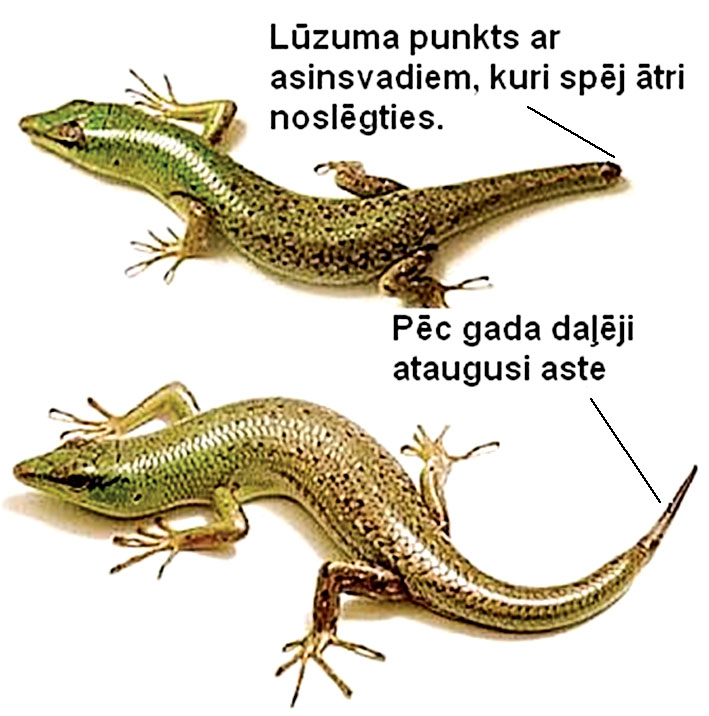 Lūzuma punkts ar
asinsvadiem, kuri spēj ātri
noslēgties.
Pēc gada daļēji
ataugusi aste